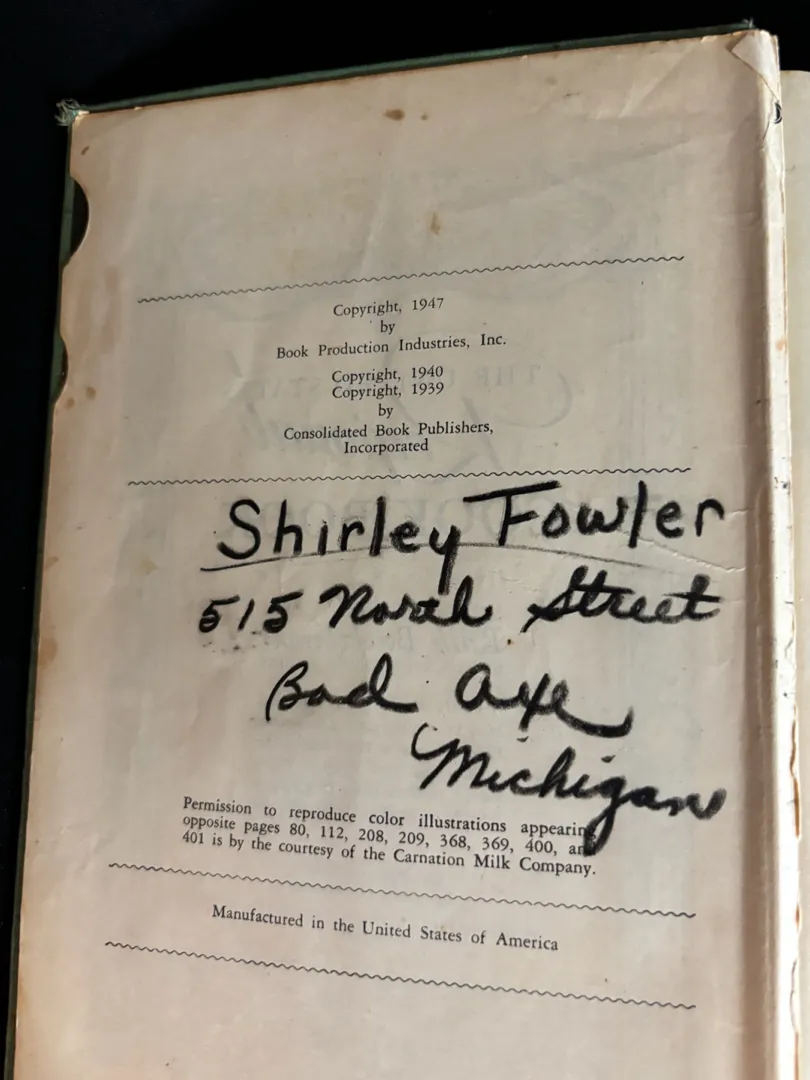 Copyright, 1947
by
Book Production Industries, Inc.
Copyright, 1940
Copyright, 1939
by
Consolidated Book Publishers,
Incorporated
Shirley Fowler
515 North Street
Bad Axe
Michigan
Permission to reproduce color illustrations appearing
opposite pages 80, 112, 208, 209, 368, 369, 400, and
401 is by the courtesy of the Carnation Milk Company.
Manufactured in the United States of America